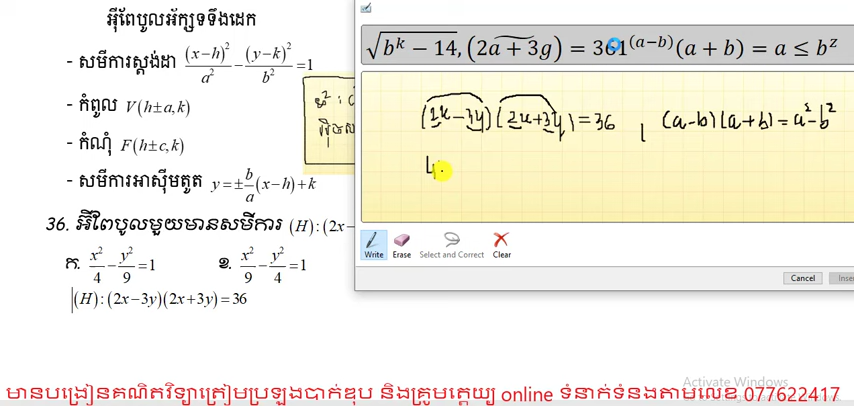 អ៊ីពែបូលអ័ក្សទទឹងដេក
- សមីការស្តង់ដា (x-h)²/a² - (y-k)²/b² = 1
- កំពូល V(h±a,k)
- កំណុំ F(h±c,k)
- សមីការអាស៊ីមតូត y = ± b/a (x-h)+k
36. អ៊ីពែបូលមួយមានសមីការ (H):(2x-
ក. x²/4 - y²/9 = 1 ខ. x²/9 - y²/4 = 1
(H):(2x-3y)(2x+3y)=36
√(bᵏ - 14), (2a + 3g) = 361⁽ᵃ⁻ᵇ⁾(a + b) = a ≤ bᶻ
(2x-3y)(2x+3y)=36 , (a-b)(a+b)=a²-b²
4
Write Erase Select and Correct Clear
Cancel Inser
Activate Windows
មានបង្រៀនគណិតវិទ្យាត្រៀមប្រឡងបាក់ឌុប និងគ្រូមត្តេយ្យ online ទំនាក់ទំនងតាមលេខ 077622417